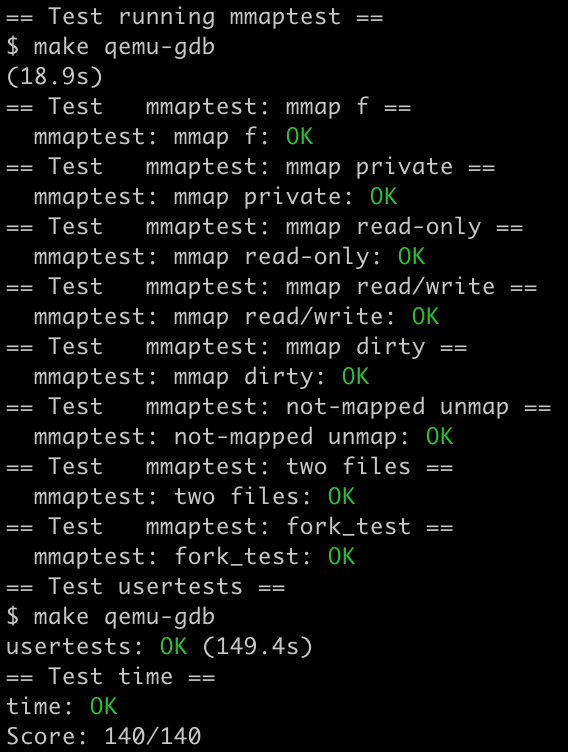 == Test running mmaptest ==
$ make qemu-gdb
(18.9s)
== Test   mmaptest: mmap f ==
  mmaptest: mmap f: OK
== Test   mmaptest: mmap private ==
  mmaptest: mmap private: OK
== Test   mmaptest: mmap read-only ==
  mmaptest: mmap read-only: OK
== Test   mmaptest: mmap read/write ==
  mmaptest: mmap read/write: OK
== Test   mmaptest: mmap dirty ==
  mmaptest: mmap dirty: OK
== Test   mmaptest: not-mapped unmap ==
  mmaptest: not-mapped unmap: OK
== Test   mmaptest: two files ==
  mmaptest: two files: OK
== Test   mmaptest: fork_test ==
  mmaptest: fork_test: OK
== Test usertests ==
$ make qemu-gdb
usertests: OK (149.4s)
== Test time ==
time: OK
Score: 140/140